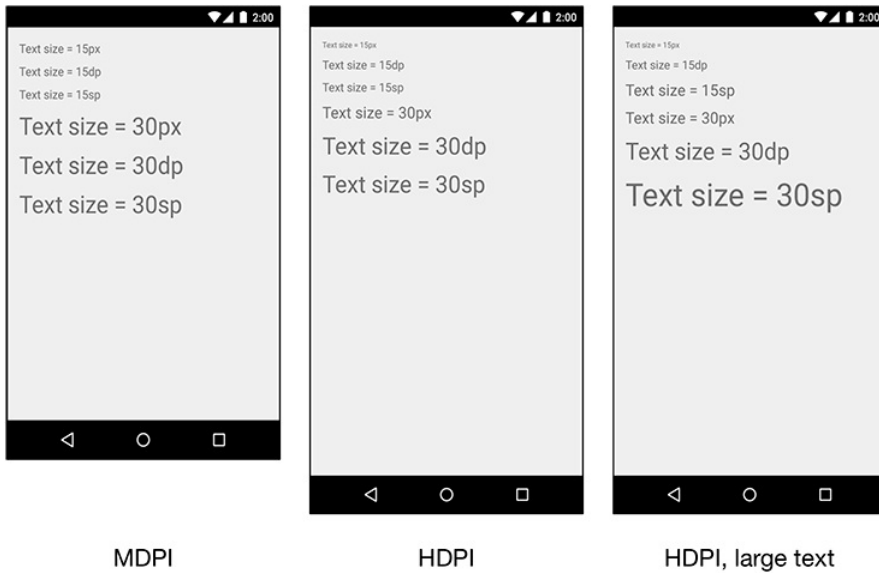 2:00
Text size = 15px
Text size = 15dp
Text size = 15sp
Text size = 30px
Text size = 30dp
Text size = 30sp
MDPI
2:00
Text size = 15px
Text size = 15dp
Text size = 15sp
Text size = 30px
Text size = 30dp
Text size = 30sp
HDPI
2:00
Text size = 15px
Text size = 15dp
Text size = 15sp
Text size = 30px
Text size = 30dp
Text size = 30sp
HDPI, large text